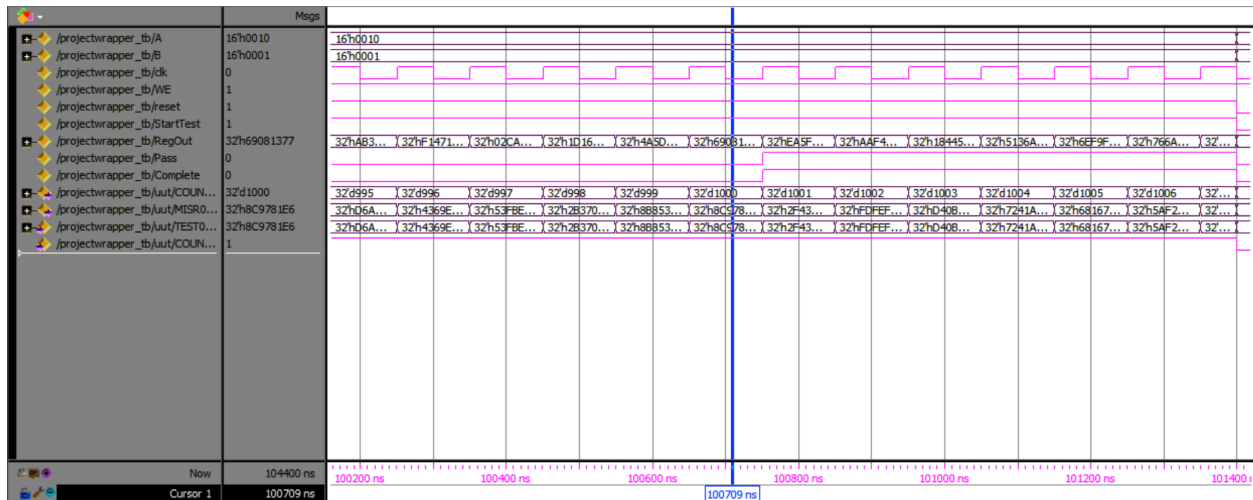 Msgs
/projectwrapper_tb/A 16'h0010 16'h0010
/projectwrapper_tb/B 16'h0001 16'h0001
/projectwrapper_tb/clk 0
/projectwrapper_tb/WE 1
/projectwrapper_tb/reset 1
/projectwrapper_tb/StartTest 1
/projectwrapper_tb/RegOut 32'h69081377 32'hAB3... 32'hF1471... 32'h02CA... 32'h1D16... 32'h4A5D... 32'h69081... 32'hEA5F... 32'hAAF4... 32'h18445... 32'h5136A... 32'h6EF9F... 32'h766A... 32'...
/projectwrapper_tb/Pass 0
/projectwrapper_tb/Complete 0
/projectwrapper_tb/uut/COUN... 32'd1000 32'd995 32'd996 32'd997 32'd998 32'd999 32'd1000 32'd1001 32'd1002 32'd1003 32'd1004 32'd1005 32'd1006 32'...
/projectwrapper_tb/uut/MISR0... 32'h8C9781E6 32'hD6A... 32'h4369E... 32'h53FBE... 32'h2B370... 32'h8B853... 32'h8C978... 32'h2F43... 32'hFDFEF... 32'hD40B... 32'h7241A... 32'h68167... 32'h5AF2... 32'...
/projectwrapper_tb/uut/TEST0... 32'h8C9781E6 32'hD6A... 32'h4369E... 32'h53FBE... 32'h2B370... 32'h8B853... 32'h8C978... 32'h2F43... 32'hFDFEF... 32'hD40B... 32'h7241A... 32'h68167... 32'h5AF2... 32'...
/projectwrapper_tb/uut/COUN... 1
Now 104400 ns 100200 ns 100400 ns 100600 ns 100800 ns 101000 ns 101200 ns 101400
Cursor 1 100709 ns 100709 ns